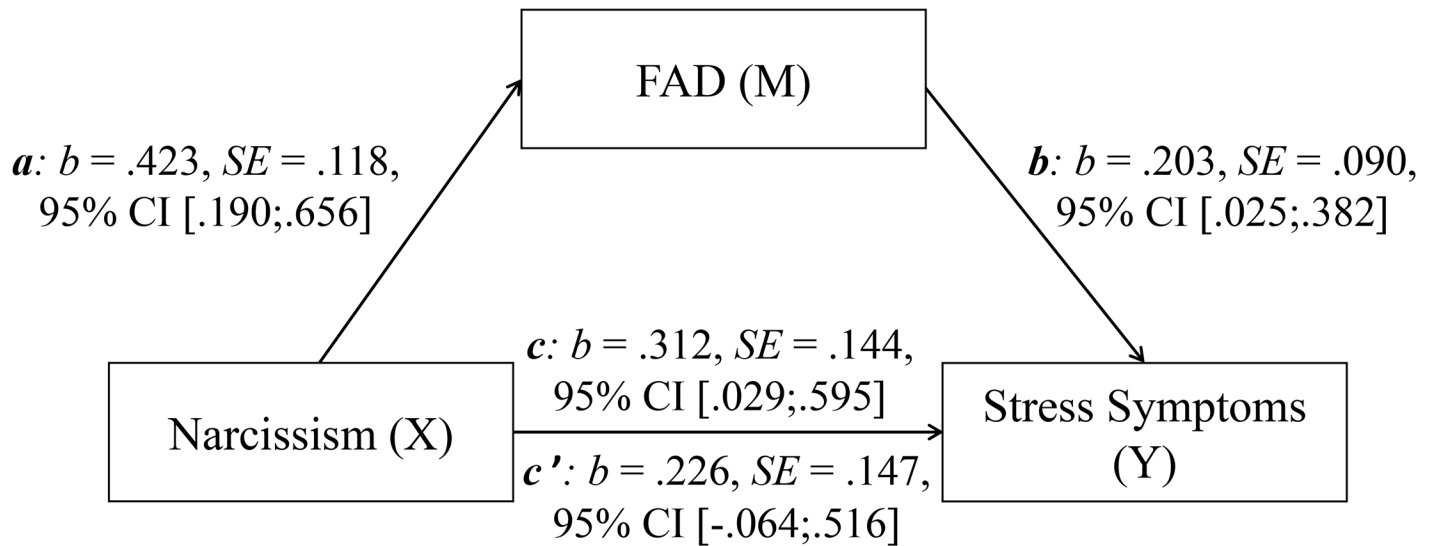 FAD (M)
a: b = .423, SE = .118,
95% CI [.190;.656]
b: b = .203, SE = .090,
95% CI [.025;.382]
c: b = .312, SE = .144,
95% CI [.029;.595]
Narcissism (X)
Stress Symptoms
(Y)
c’: b = .226, SE = .147,
95% CI [-.064;.516]